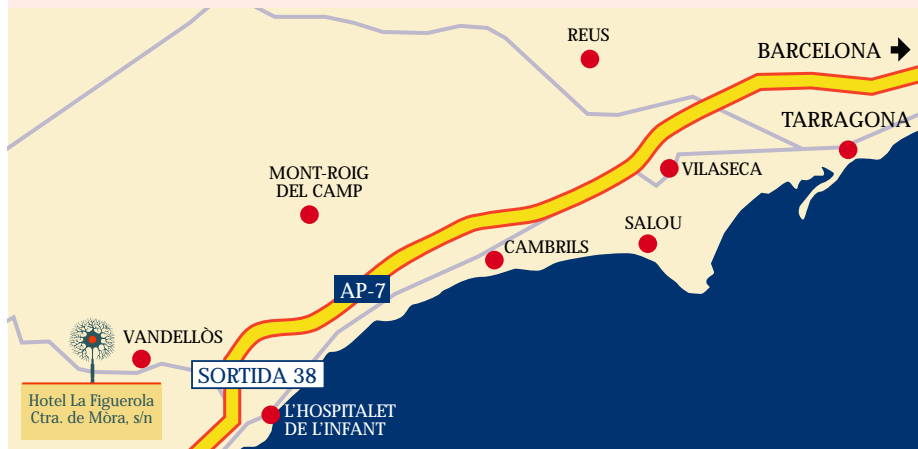 REUS
BARCELONA
TARRAGONA
MONT-ROIG
DEL CAMP
VILASECA
SALOU
CAMBRILS
AP-7
VANDELLÒS
SORTIDA 38
Hotel La Figuerola
Ctra. de Mòra, s/n
L'HOSPITALET
DE L'INFANT